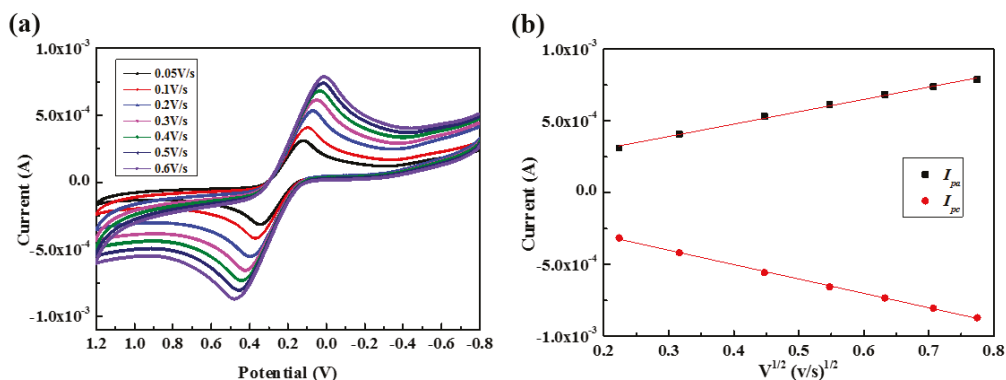 (a)
1.0x10⁻³
5.0x10⁻⁴
0.0
-5.0x10⁻⁴
-1.0x10⁻³
Current (A)
0.05V/s
0.1V/s
0.2V/s
0.3V/s
0.4V/s
0.5V/s
0.6V/s
1.2 1.0 0.8 0.6 0.4 0.2 0.0 -0.2 -0.4 -0.6 -0.8
Potential (V)
(b)
1.0x10⁻³
5.0x10⁻⁴
0.0
-5.0x10⁻⁴
-1.0x10⁻³
Current (A)
I_pa
I_pc
0.2 0.3 0.4 0.5 0.6 0.7 0.8
V^1/2 (v/s)^1/2